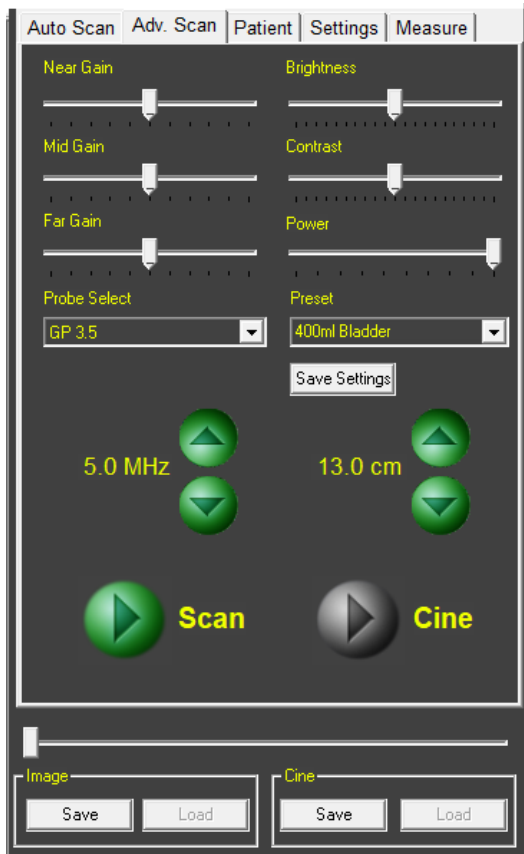 Auto Scan Adv. Scan Patient Settings Measure
Near Gain Brightness
Mid Gain Contrast
Far Gain Power
Probe Select Preset
GP 3.5 400ml Bladder
Save Settings
5.0 MHz 13.0 cm
Scan Cine
Image Cine
Save Load Save Load